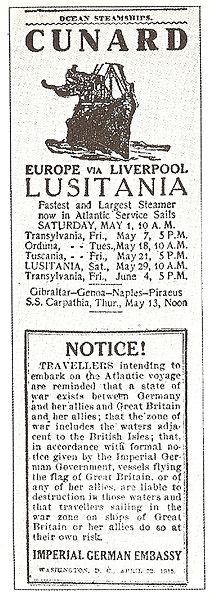 OCEAN STEAMSHIPS.
CUNARD
EUROPE VIA LIVERPOOL
LUSITANIA
Fastest and Largest Steamer
now in Atlantic Service Sails
SATURDAY, MAY 1, 10 A. M.
Transylvania, Fri., May 7, 5 P.M.
Orduna, - - Tues., May 18, 10 A.M.
Tuscania, - - Fri., May 21, 5 P.M.
LUSITANIA, Sat., May 29, 10 A.M.
Transylvania, Fri., June 4, 5 P.M.
Gibraltar–Genoa–Naples–Piraeus
S.S. Carpathia, Thur., May 13, Noon
NOTICE!
TRAVELLERS intending to
embark on the Atlantic voyage
are reminded that a state of
war exists between Germany
and her allies and Great Britain
and her allies; that the zone of
war includes the waters adja-
cent to the British Isles; that,
in accordance with formal no-
tice given by the Imperial Ger-
man Government, vessels flying
the flag of Great Britain, or of
any of her allies, are liable to
destruction in those waters and
that travellers sailing in the
war zone on ships of Great
Britain or her allies do so at
their own risk.
IMPERIAL GERMAN EMBASSY
WASHINGTON, D. C., APRIL 22, 1915.